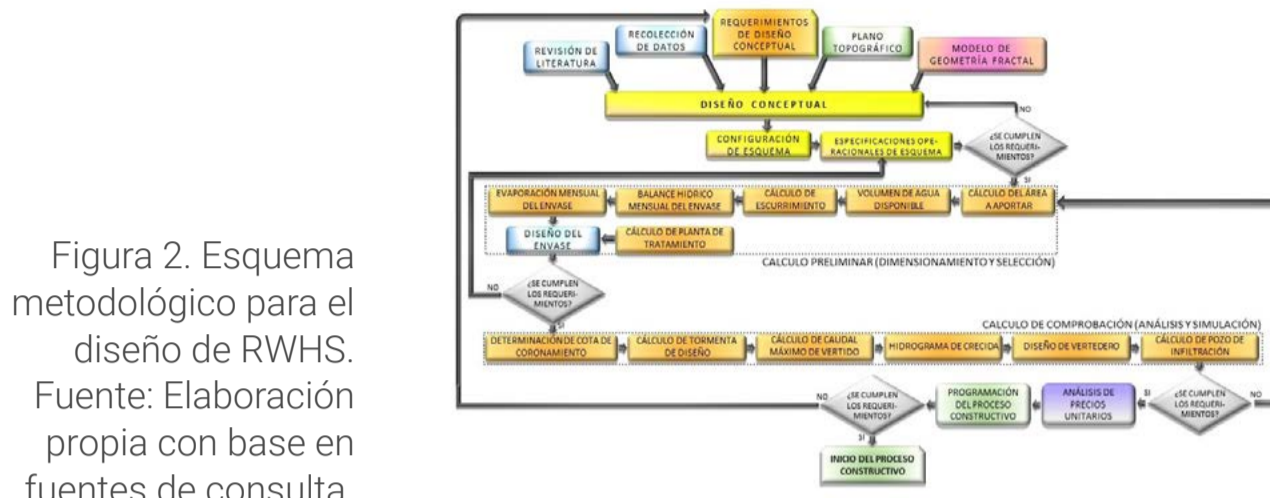 Figura 2. Esquema
metodológico para el
diseño de RWHS.
Fuente: Elaboración
propia con base en
fuentes de consulta.
REVISIÓN DE
LITERATURA
RECOLECCIÓN
DE DATOS
REQUERIMIENTOS
DE DISEÑO
CONCEPTUAL
PLANO
TOPOGRÁFICO
MODELO DE
GEOMETRÍA FRACTAL
DISEÑO CONCEPTUAL
NO
CONFIGURACIÓN
DE ESQUEMA
ESPECIFICACIONES OPE-
RACIONALES DE ESQUEMA
¿SE CUMPLEN
LOS REQUERI-
MIENTOS?
SI
EVAPORACIÓN MENSUAL
DEL ENVASE
BALANCE HIDRICO
MENSUAL DEL ENVASE
CÁLCULO DE
ESCURRIMIENTO
VOLUMEN DE AGUA
DISPONIBLE
CÁLCULO DEL ÁREA
A APORTAR
DISEÑO DEL
ENVASE
CÁLCULO DE PLANTA DE
TRATAMIENTO
CALCULO PRELIMINAR (DIMENSIONAMIENTO Y SELECCIÓN)
NO
¿SE CUMPLEN
LOS REQUERI-
MIENTOS?
SI
CALCULO DE COMPROBACIÓN (ANÁLISIS Y SIMULACIÓN)
DETERMINACIÓN DE COTA DE
CORONAMIENTO
CÁLCULO DE TORMENTA
DE DISEÑO
CÁLCULO DE CAUDAL
MÁXIMO DE VERTIDO
HIDROGRAMA DE CRECIDA
DISEÑO DE VERTEDERO
CÁLCULO DE POZO DE
INFILTRACIÓN
NO
¿SE CUMPLEN
LOS REQUERI-
MIENTOS?
PROGRAMACIÓN
DEL PROCESO
CONSTRUCTIVO
ANÁLISIS DE
PRECIOS
UNITARIOS
SI
¿SE CUMPLEN
LOS REQUERI-
MIENTOS?
NO
SI
INICIO DEL PROCESO
CONSTRUCTIVO